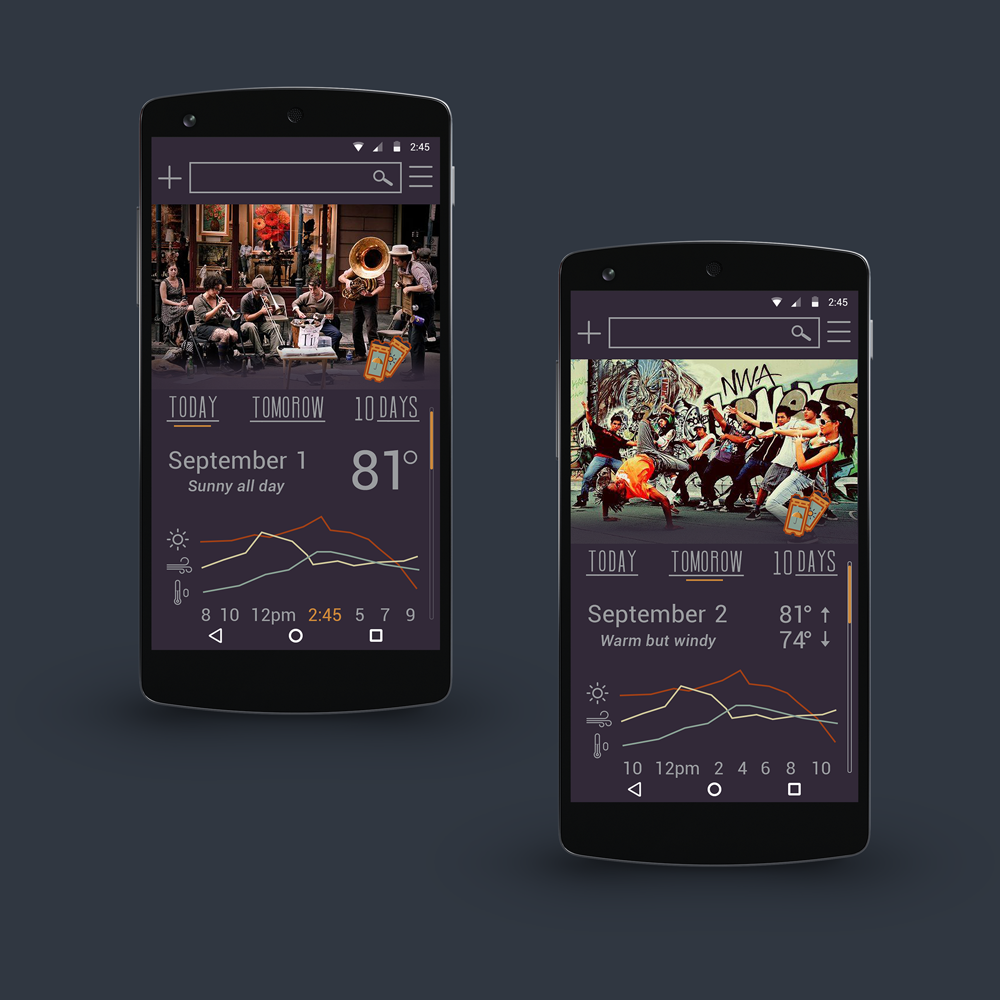 2:45
TODAY TOMOROW 10 DAYS
September 1 81°
Sunny all day
8 10 12pm 2:45 5 7 9
2:45
NWA
TODAY TOMOROW 10 DAYS
September 2 81° ↑
Warm but windy 74° ↓
10 12pm 2 4 6 8 10